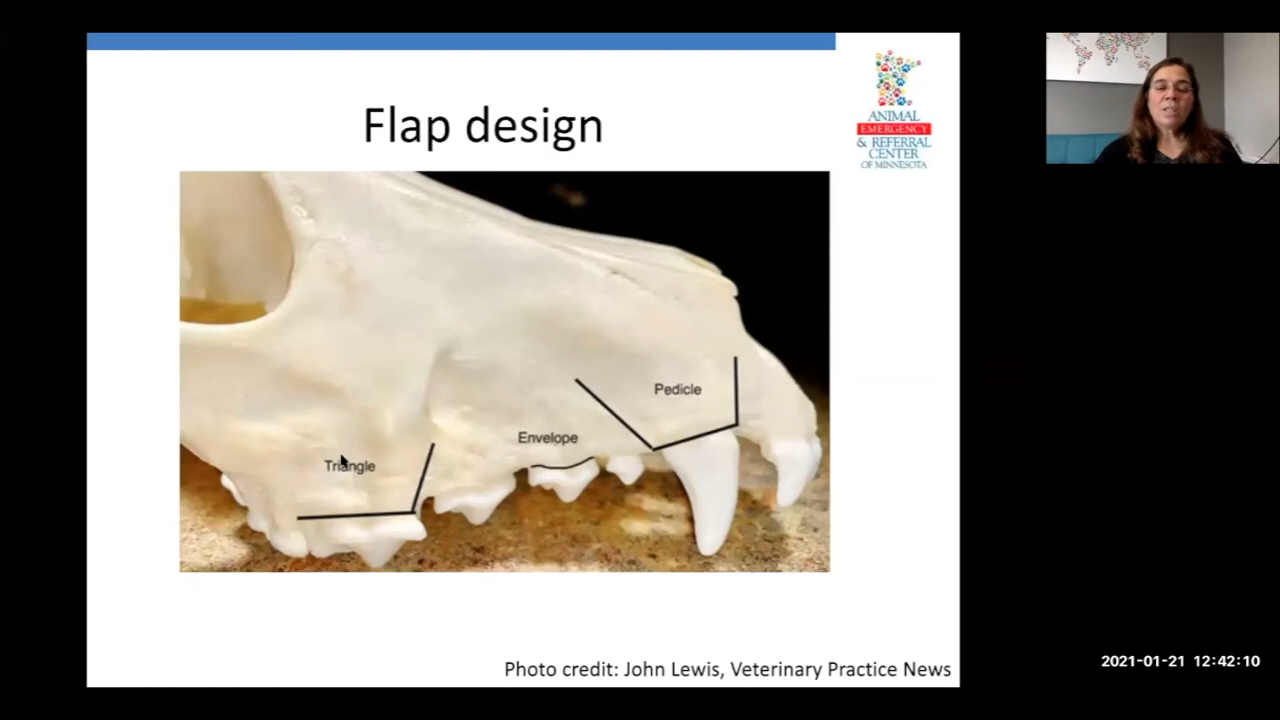 Flap design
ANIMAL
EMERGENCY
& REFERRAL
CENTER
OF MINNESOTA
Pedicle
Envelope
Triangle
Photo credit: John Lewis, Veterinary Practice News
2021-01-21 12:42:10